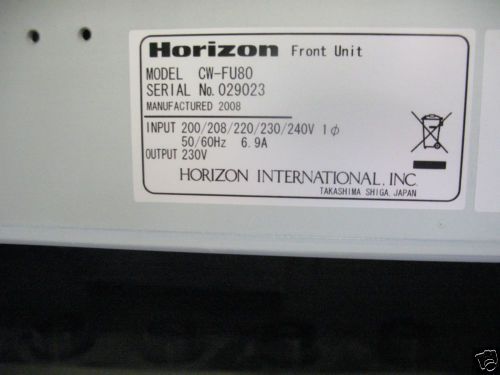 Horizon Front Unit
MODEL CW-FU80
SERIAL No. 029023
MANUFACTURED 2008
INPUT 200/208/220/230/240V 1φ
50/60Hz 6.9A
OUTPUT 230V
HORIZON INTERNATIONAL, INC.
TAKASHIMA SHIGA, JAPAN